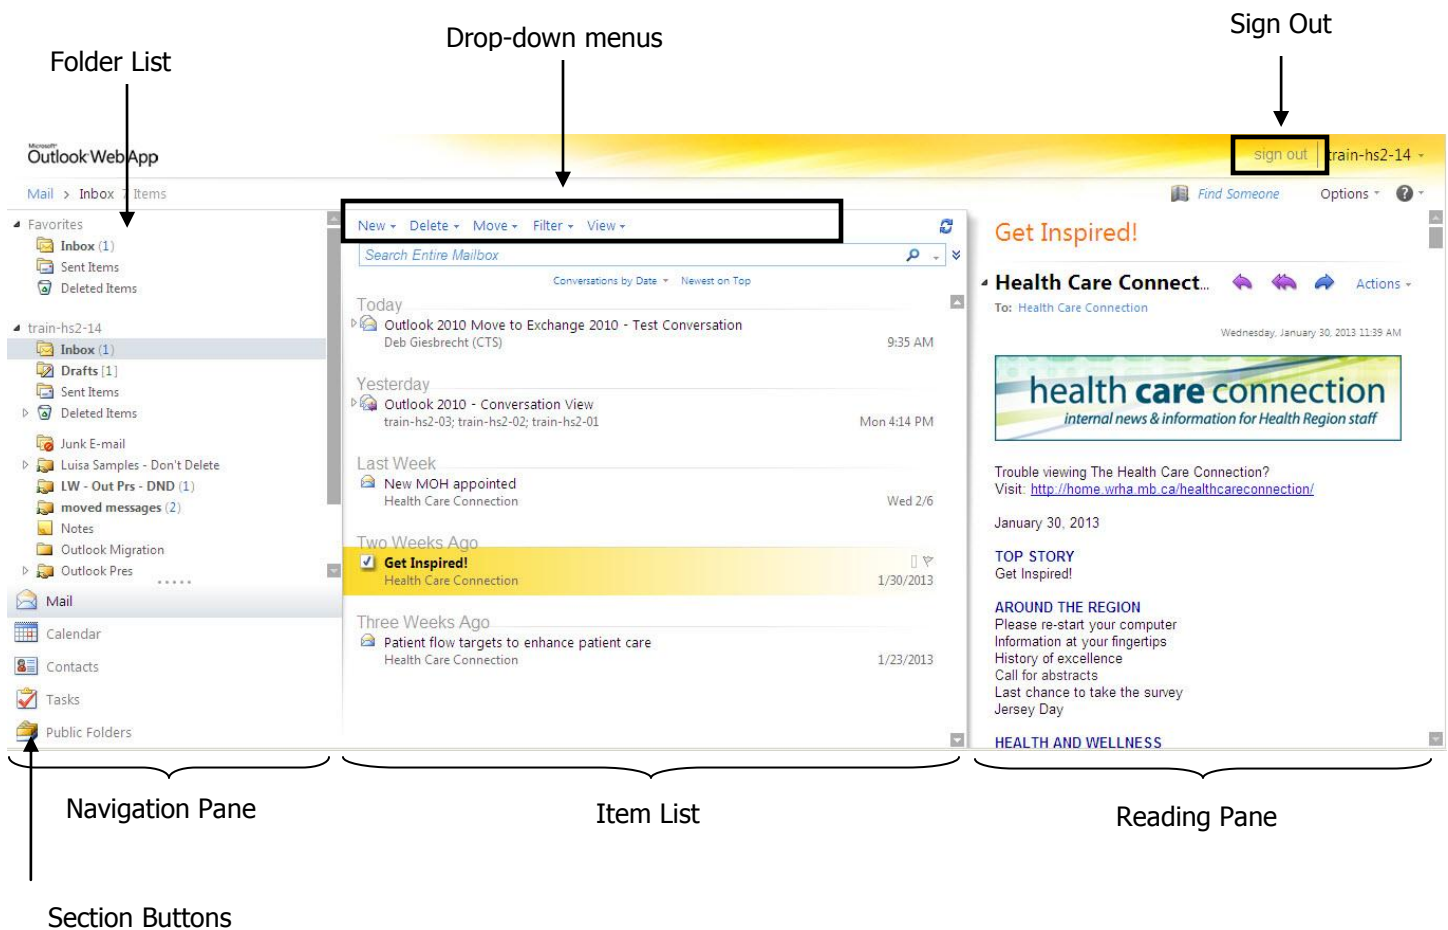 Sign Out
Drop-down menus
Folder List
Microsoft
Outlook Web App
sign out
train-hs2-14
Mail > Inbox 7 Items
Find Someone
Options
Favorites
Inbox (1)
Sent Items
Deleted Items
train-hs2-14
Inbox (1)
Drafts [1]
Sent Items
Deleted Items
Junk E-mail
Luisa Samples - Don't Delete
LW - Out Prs - DND (1)
moved messages (2)
Notes
Outlook Migration
Outlook Pres
Mail
Calendar
Contacts
Tasks
Public Folders
New Delete Move Filter View
Search Entire Mailbox
Conversations by Date Newest on Top
Today
Outlook 2010 Move to Exchange 2010 - Test Conversation
Deb Giesbrecht (CTS) 9:35 AM
Yesterday
Outlook 2010 - Conversation View
train-hs2-03; train-hs2-02; train-hs2-01 Mon 4:14 PM
Last Week
New MOH appointed
Health Care Connection Wed 2/6
Two Weeks Ago
Get Inspired!
Health Care Connection 1/30/2013
Three Weeks Ago
Patient flow targets to enhance patient care
Health Care Connection 1/23/2013
Get Inspired!
Health Care Connect...
Actions
To: Health Care Connection
Wednesday, January 30, 2013 11:39 AM
health care connection
internal news & information for Health Region staff
Trouble viewing The Health Care Connection?
Visit: http://home.wrha.mb.ca/healthcareconnection/
January 30, 2013
TOP STORY
Get Inspired!
AROUND THE REGION
Please re-start your computer
Information at your fingertips
History of excellence
Call for abstracts
Last chance to take the survey
Jersey Day
HEALTH AND WELLNESS
Navigation Pane
Item List
Reading Pane
Section Buttons